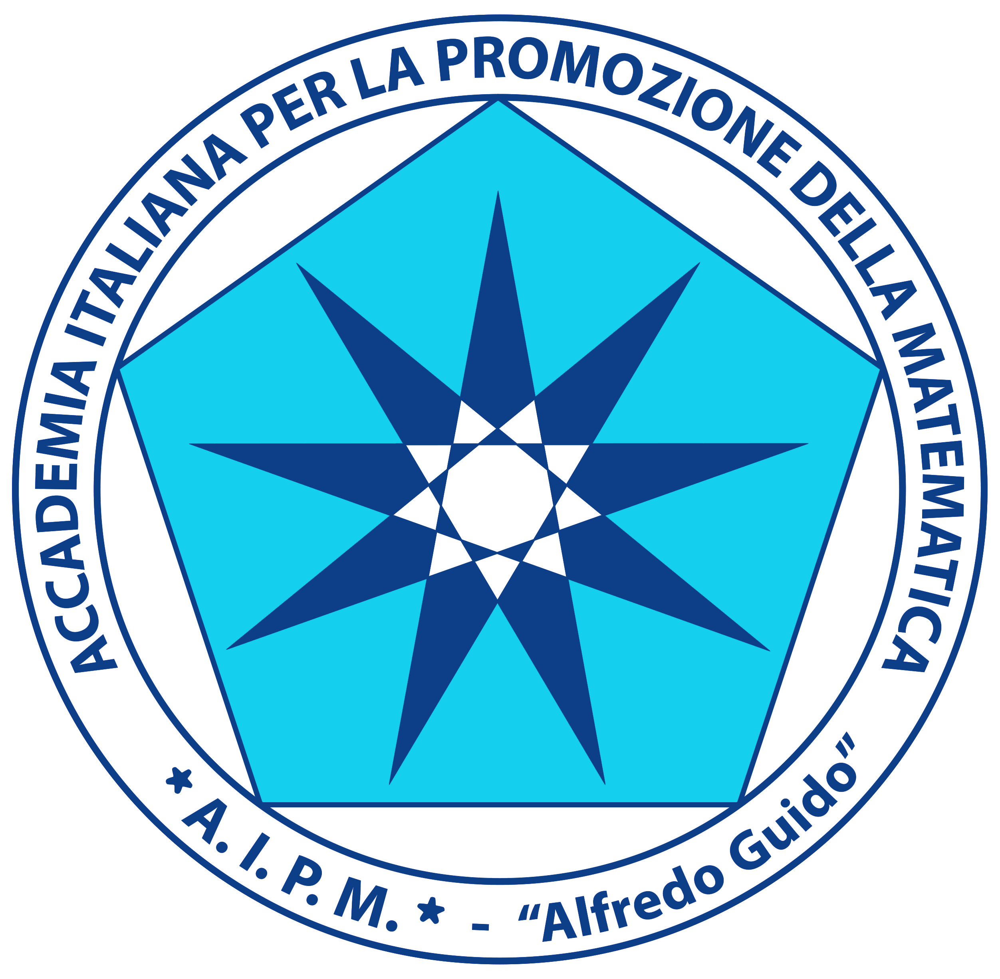 ACCADEMIA ITALIANA PER LA PROMOZIONE DELLA MATEMATICA
* A.I.P.M.* - “Alfredo Guido”